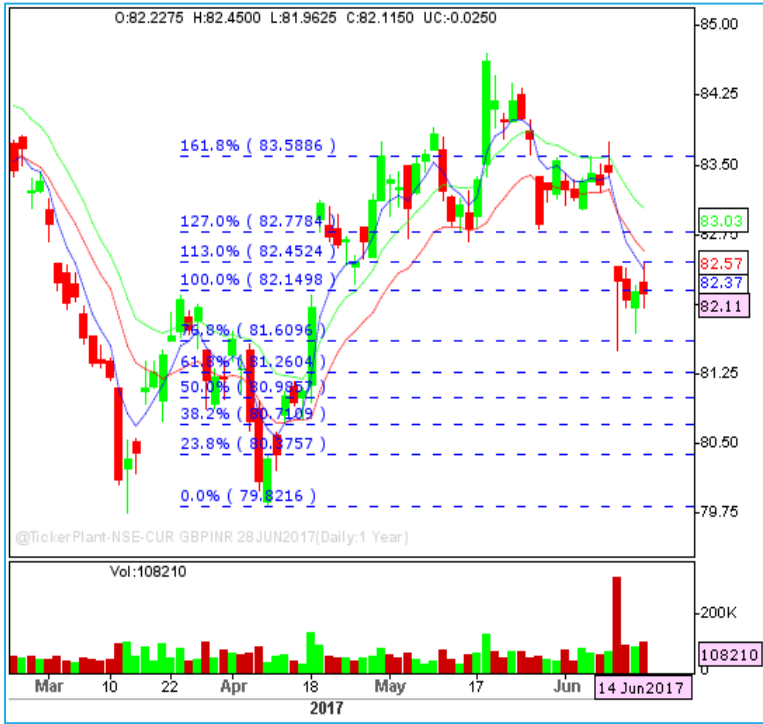 O:82.2275 H:82.4500 L:81.9625 C:82.1150 UC:-0.0250
85.00
84.25
161.8% ( 83.5886 )
83.50
83.03
127.0% ( 82.7784 )
82.75
113.0% ( 82.4524 )
82.57
100.0% ( 82.1498 )
82.37
82.11
76.8% ( 81.6096 )
61.8% ( 81.2604 )
81.25
50.0% ( 80.9857 )
38.2% ( 80.7109 )
80.50
23.8% ( 80.3757 )
0.0% ( 79.8216 )
79.75
@TickerPlant-NSE-CUR GBPINR 28JUN2017(Daily:1 Year)
Vol:108210
200K
108210
0
Mar 10 22 Apr 18 May 17 Jun 14 Jun2017
2017